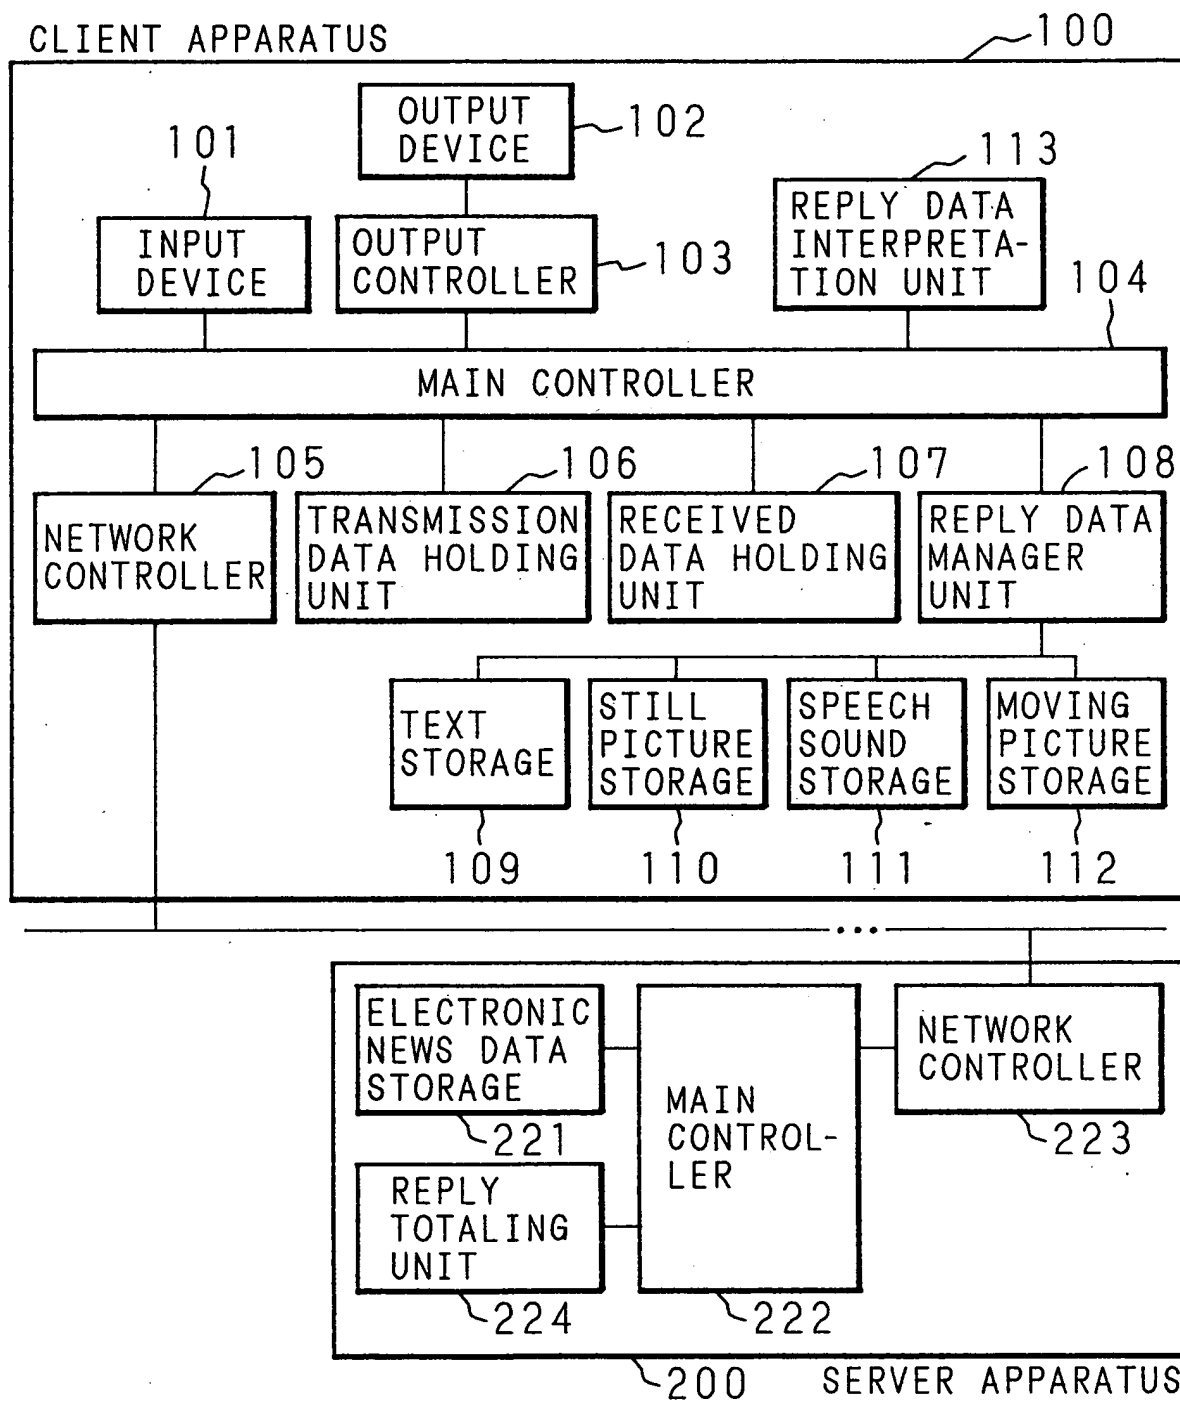 CLIENT APPARATUS
100
OUTPUT
DEVICE
102
101
113
INPUT
DEVICE
OUTPUT
CONTROLLER
103
REPLY DATA
INTERPRETA-
TION UNIT
104
MAIN CONTROLLER
105
106
107
108
NETWORK
CONTROLLER
TRANSMISSION
DATA HOLDING
UNIT
RECEIVED
DATA HOLDING
UNIT
REPLY DATA
MANAGER
UNIT
TEXT
STORAGE
STILL
PICTURE
STORAGE
SPEECH
SOUND
STORAGE
MOVING
PICTURE
STORAGE
109
110
111
112
ELECTRONIC
NEWS DATA
STORAGE
221
MAIN
CONTROL-
LER
NETWORK
CONTROLLER
223
REPLY
TOTALING
UNIT
224
222
200
SERVER APPARATUS